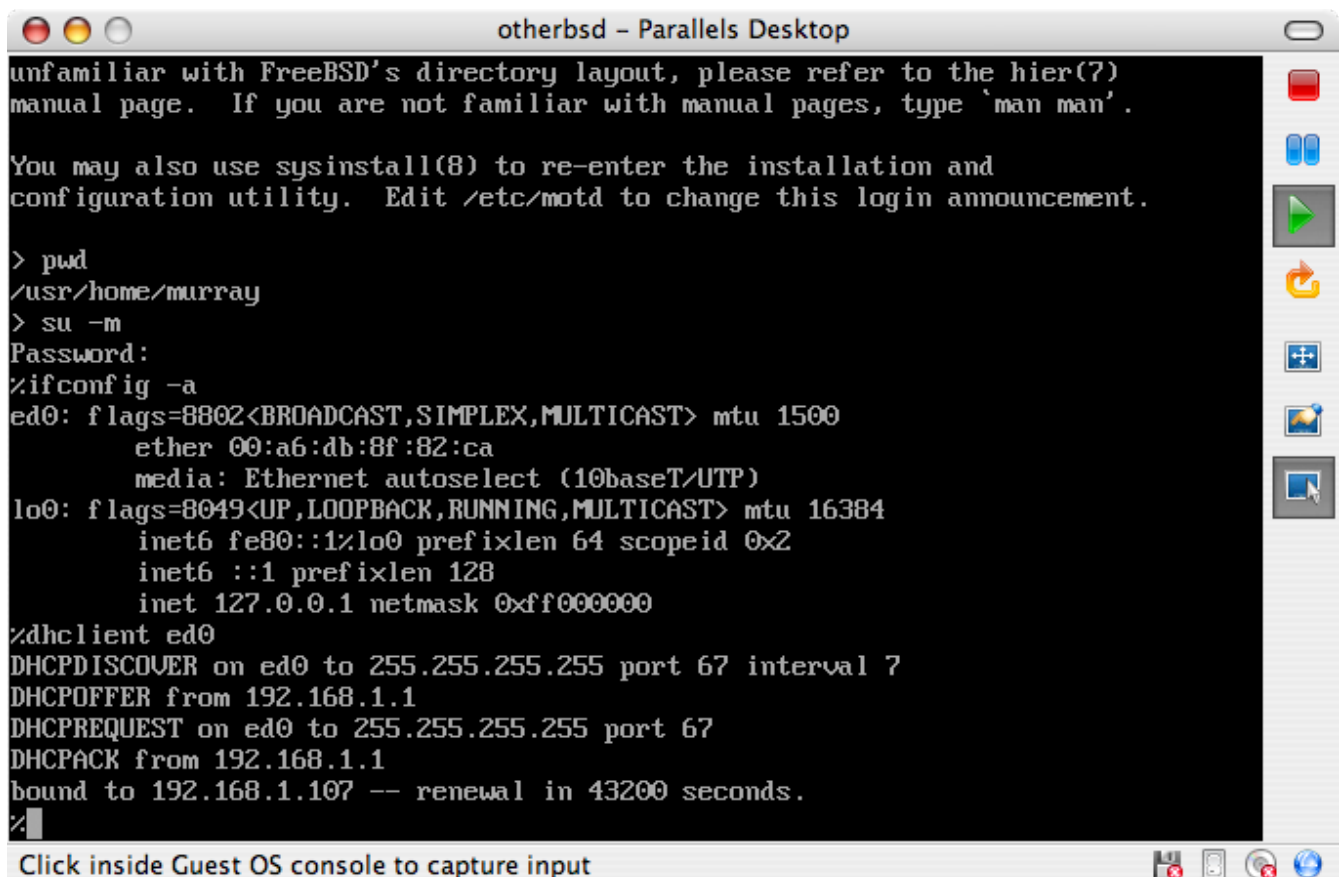 otherbsd – Parallels Desktop
unfamiliar with FreeBSD's directory layout, please refer to the hier(7)
manual page.  If you are not familiar with manual pages, type `man man'.
You may also use sysinstall(8) to re-enter the installation and
configuration utility.  Edit /etc/motd to change this login announcement.
> pwd
/usr/home/murray
> su -m
Password:
%ifconfig -a
ed0: flags=8802<BROADCAST,SIMPLEX,MULTICAST> mtu 1500
        ether 00:a6:db:8f:82:ca
        media: Ethernet autoselect (10baseT/UTP)
lo0: flags=8049<UP,LOOPBACK,RUNNING,MULTICAST> mtu 16384
        inet6 fe80::1%lo0 prefixlen 64 scopeid 0x2
        inet6 ::1 prefixlen 128
        inet 127.0.0.1 netmask 0xff000000
%dhclient ed0
DHCPDISCOVER on ed0 to 255.255.255.255 port 67 interval 7
DHCPOFFER from 192.168.1.1
DHCPREQUEST on ed0 to 255.255.255.255 port 67
DHCPACK from 192.168.1.1
bound to 192.168.1.107 -- renewal in 43200 seconds.
%
Click inside Guest OS console to capture input